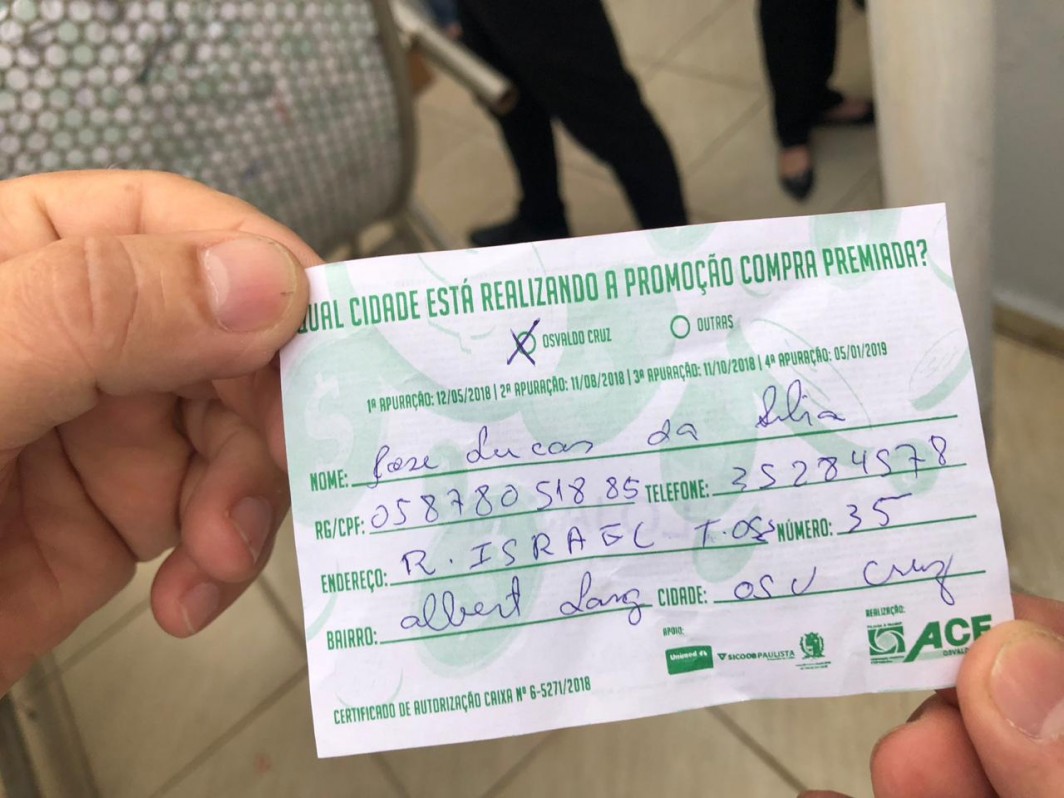 QUAL CIDADE ESTÁ REALIZANDO A PROMOÇÃO COMPRA PREMIADA?
X OSVALDO CRUZ OUTRAS
1ª APURAÇÃO: 12/05/2018 | 2ª APURAÇÃO: 11/08/2018 | 3ª APURAÇÃO: 11/10/2018 | 4ª APURAÇÃO: 05/01/2019
NOME: Jose Lucas da Silva
RG/CPF: 058780518 85 TELEFONE: 35284578
ENDEREÇO: R. ISRAEL T. NÚMERO: 35
BAIRRO: albert CIDADE: OSV Cruz
APOIO: REALIZAÇÃO:
Unimed SICOOB PAULISTA ACE
CERTIFICADO DE AUTORIZAÇÃO CAIXA Nº 6-5271/2018